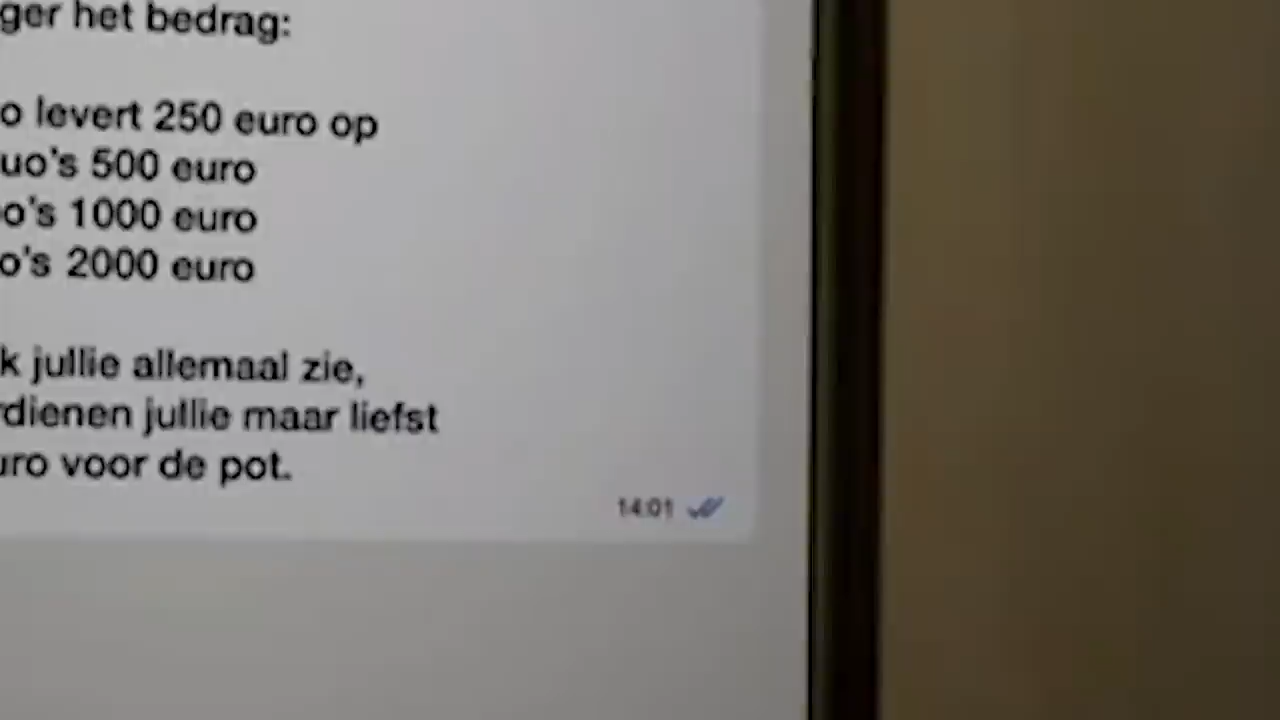 ger het bedrag:
o levert 250 euro op
uo's 500 euro
o's 1000 euro
o's 2000 euro
k jullie allemaal zie,
rdienen jullie maar liefst
uro voor de pot.
14:01